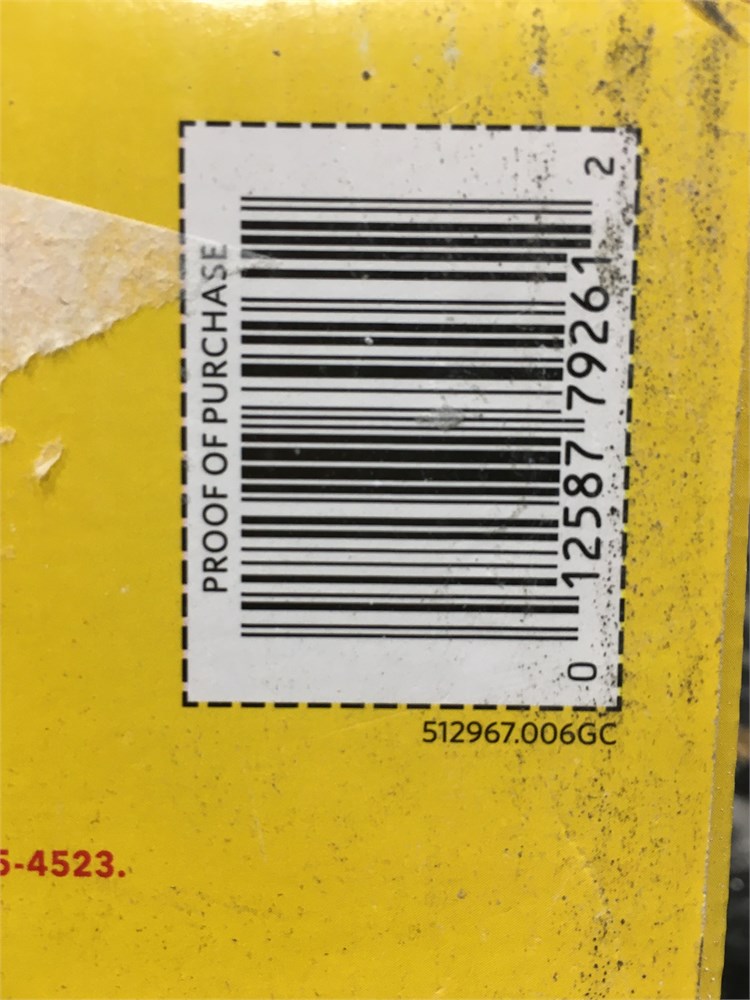 PROOF OF PURCHASE
0 12587 79261 2
512967.006GC
5-4523.